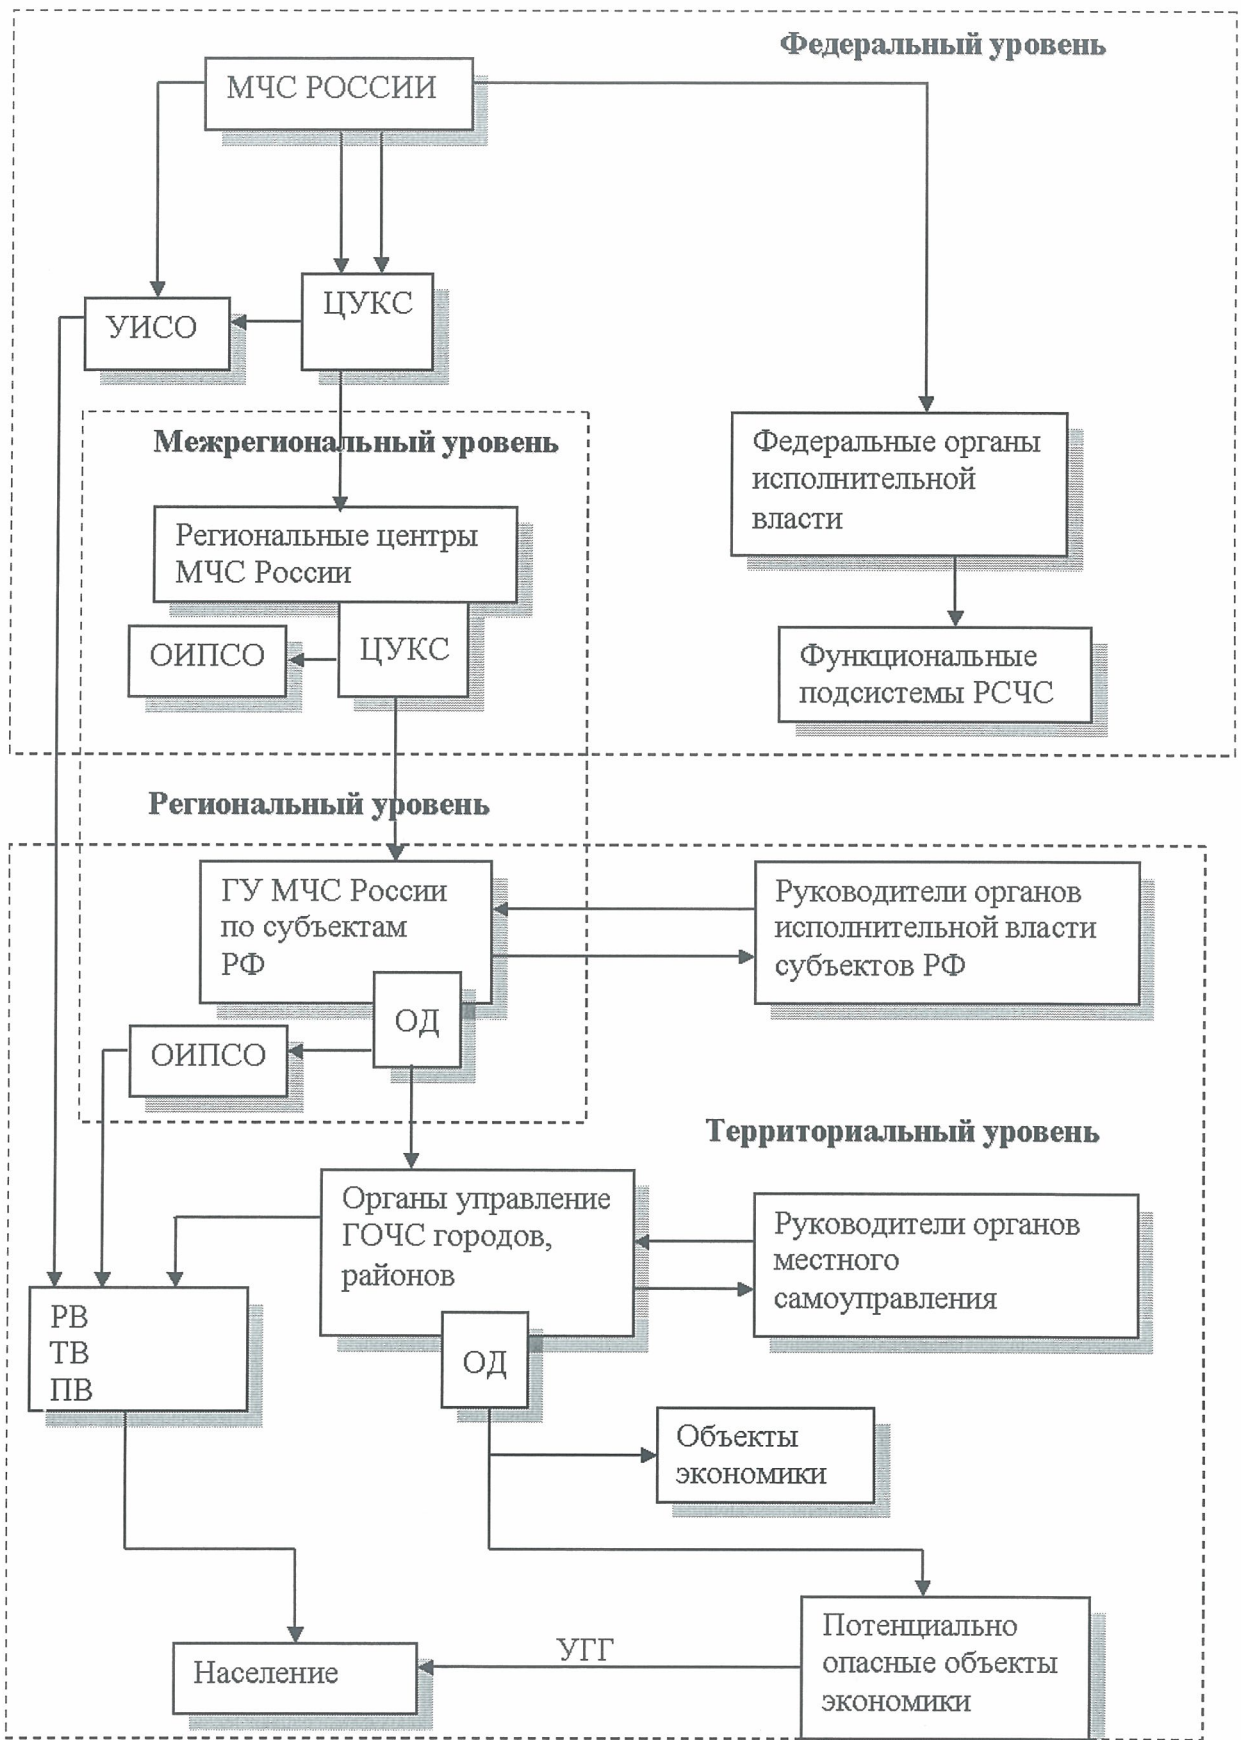 Федеральный уровень
МЧС РОССИИ
ЦУКС
УИСО
Межрегиональный уровень
Федеральные органы
исполнительной
власти
Региональные центры
МЧС России
ОИПСО
ЦУКС
Функциональные
подсистемы РСЧС
Региональный уровень
ГУ МЧС России
по субъектам
РФ
Руководители органов
исполнительной власти
субъектов РФ
ОД
ОИПСО
Территориальный уровень
Органы управление
ГОЧС городов,
районов
Руководители органов
местного
самоуправления
РВ
ТВ
ПВ
ОД
Объекты
экономики
Потенциально
опасные объекты
экономики
УГГ
Население